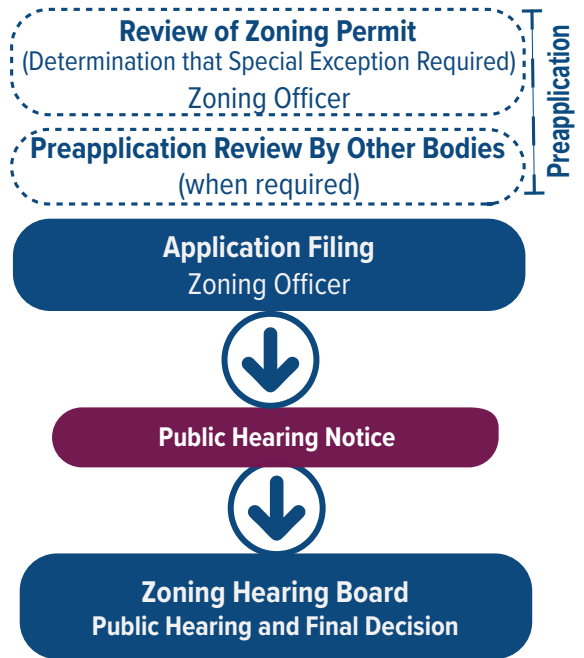 Review of Zoning Permit
(Determination that Special Exception Required)
Zoning Officer
Preapplication
Preapplication Review By Other Bodies
(when required)
Application Filing
Zoning Officer
Public Hearing Notice
Zoning Hearing Board
Public Hearing and Final Decision